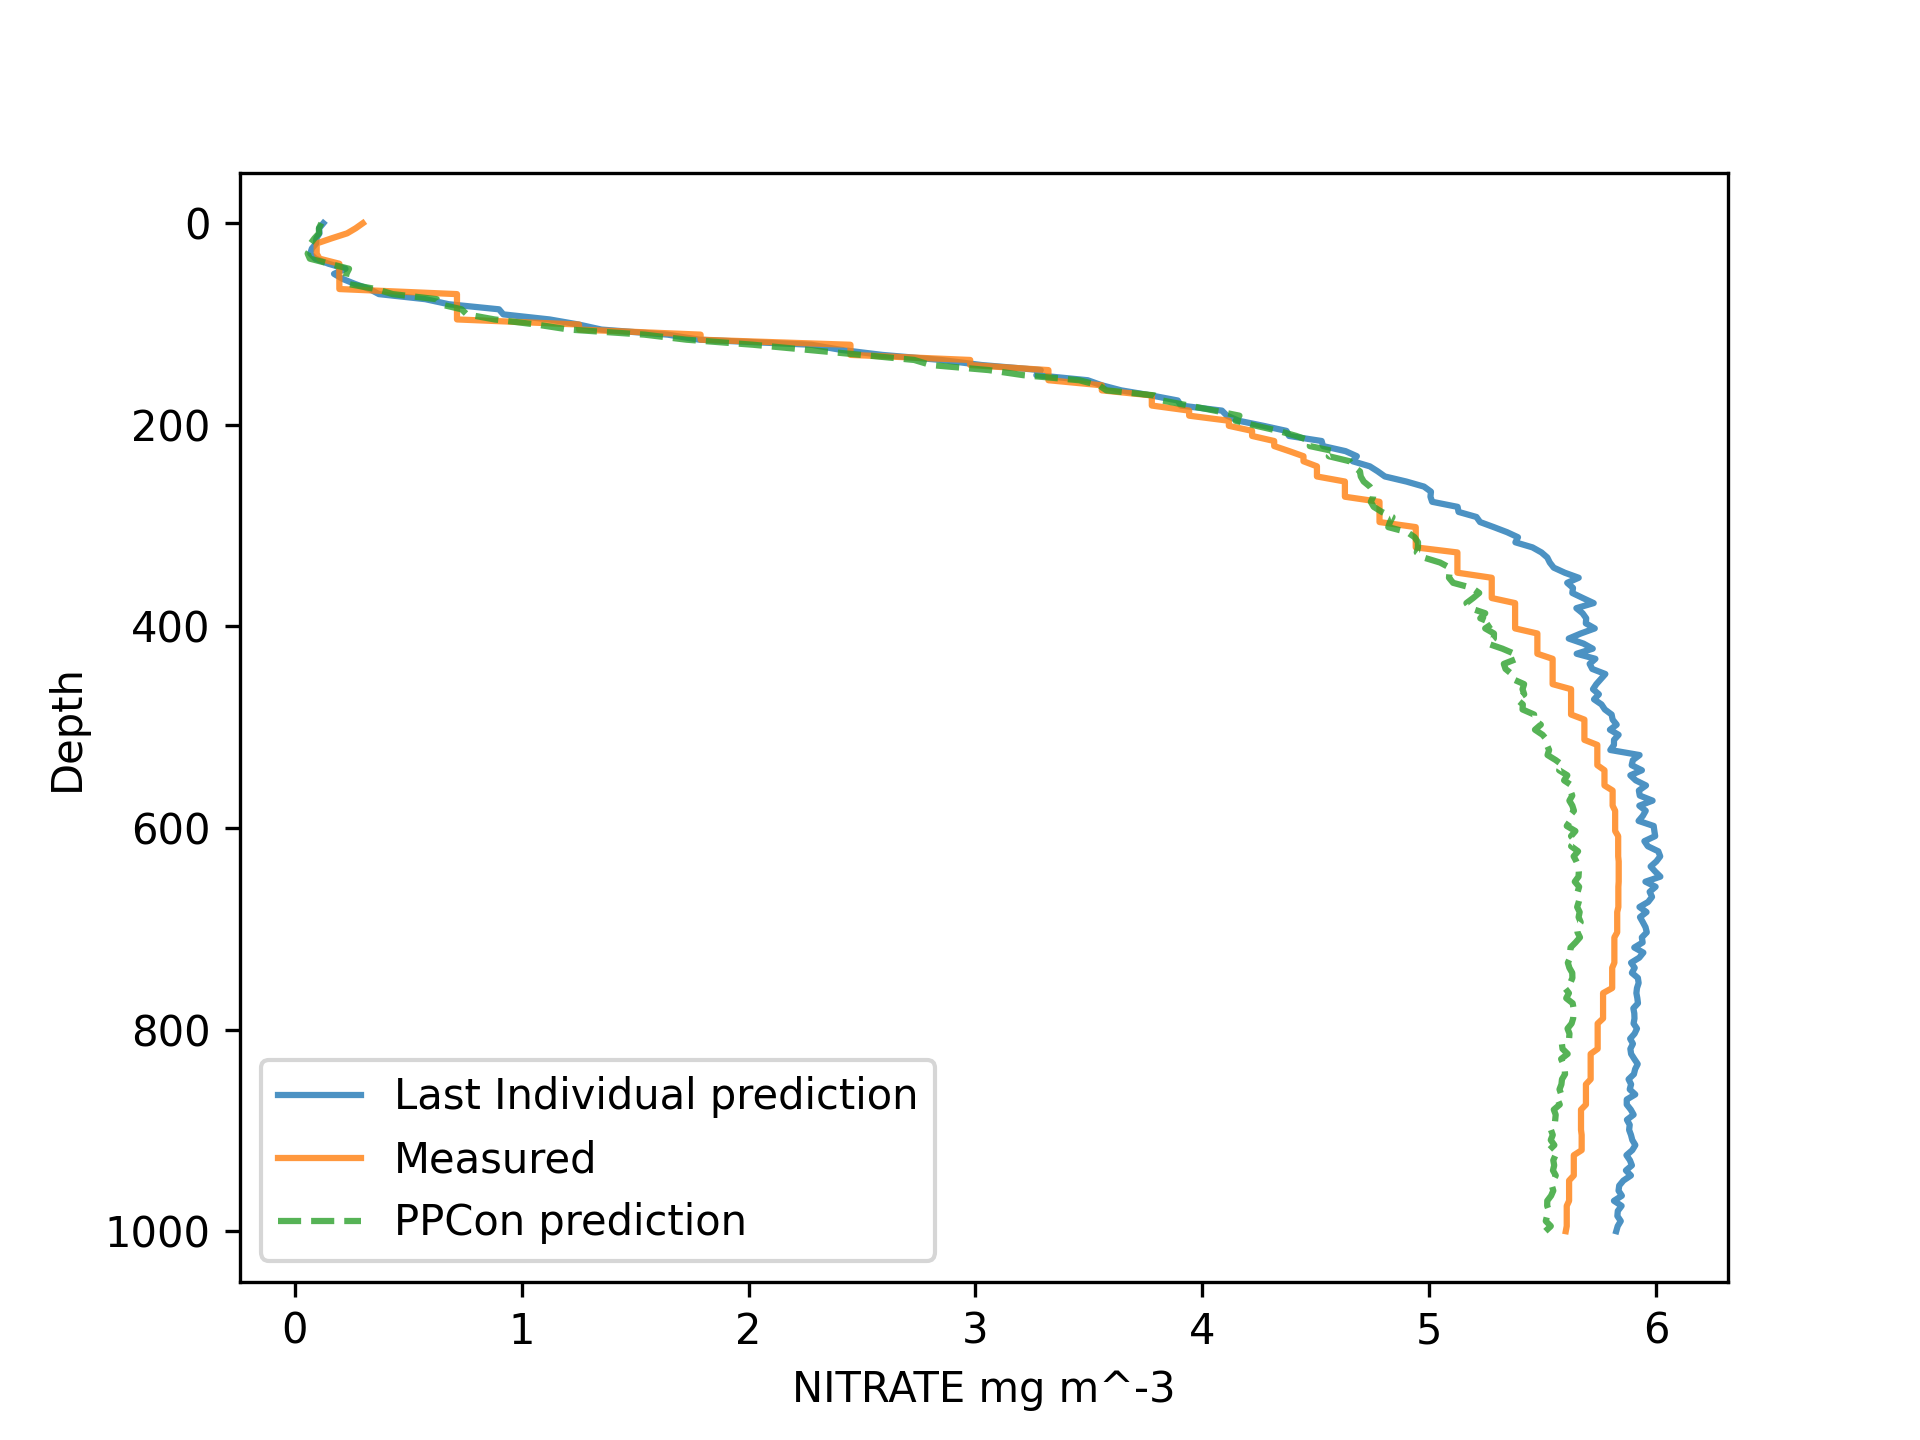 0
200
400
600
800
1000
Depth
Last Individual prediction
Measured
PPCon prediction
0 1 2 3 4 5 6
NITRATE mg m^-3